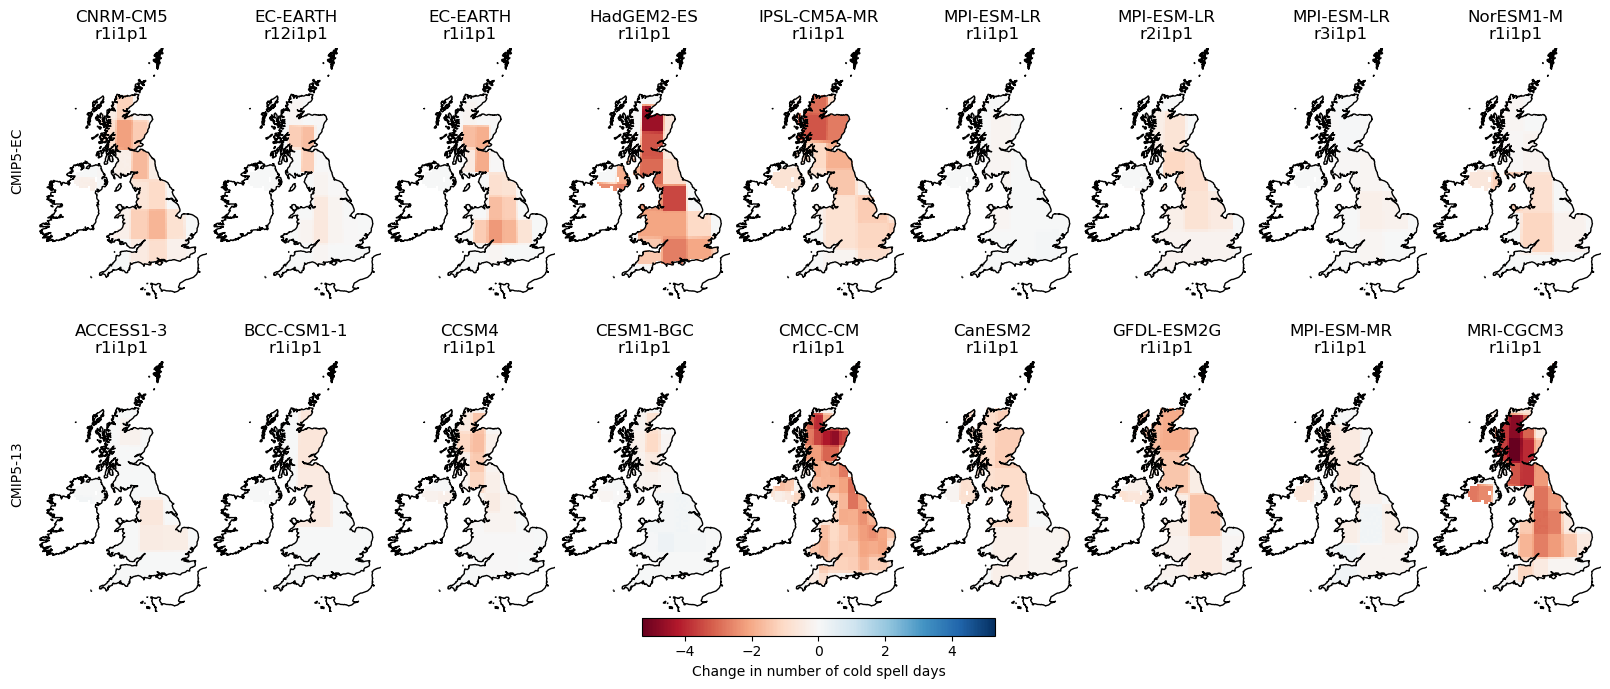 CNRM-CM5 EC-EARTH EC-EARTH HadGEM2-ES IPSL-CM5A-MR MPI-ESM-LR MPI-ESM-LR MPI-ESM-LR NorESM1-M
r1i1p1 r12i1p1 r1i1p1 r1i1p1 r1i1p1 r1i1p1 r2i1p1 r3i1p1 r1i1p1
CMIP5-EC
ACCESS1-3 BCC-CSM1-1 CCSM4 CESM1-BGC CMCC-CM CanESM2 GFDL-ESM2G MPI-ESM-MR MRI-CGCM3
r1i1p1 r1i1p1 r1i1p1 r1i1p1 r1i1p1 r1i1p1 r1i1p1 r1i1p1 r1i1p1
CMIP5-13
−4 −2 0 2 4
Change in number of cold spell days